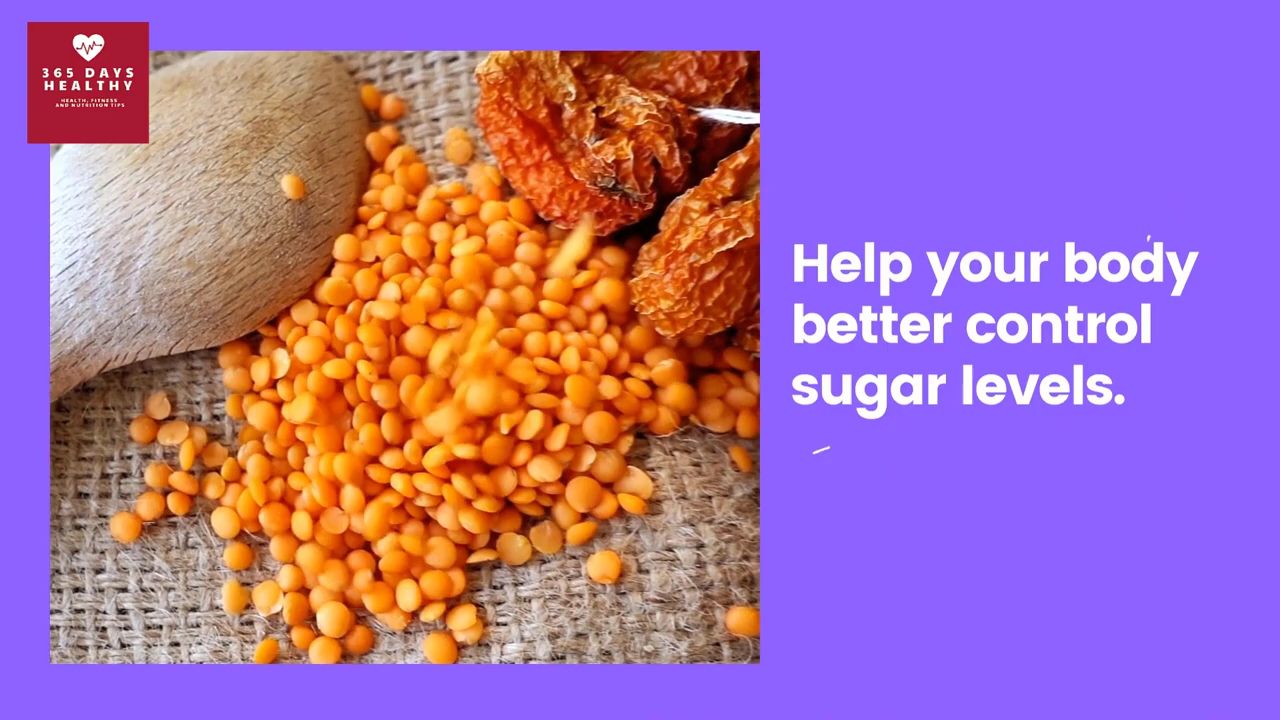 365 DAYS
HEALTHY
HEALTH, FITNESS
AND NUTRITION TIPS
Help your body
better control
sugar levels.